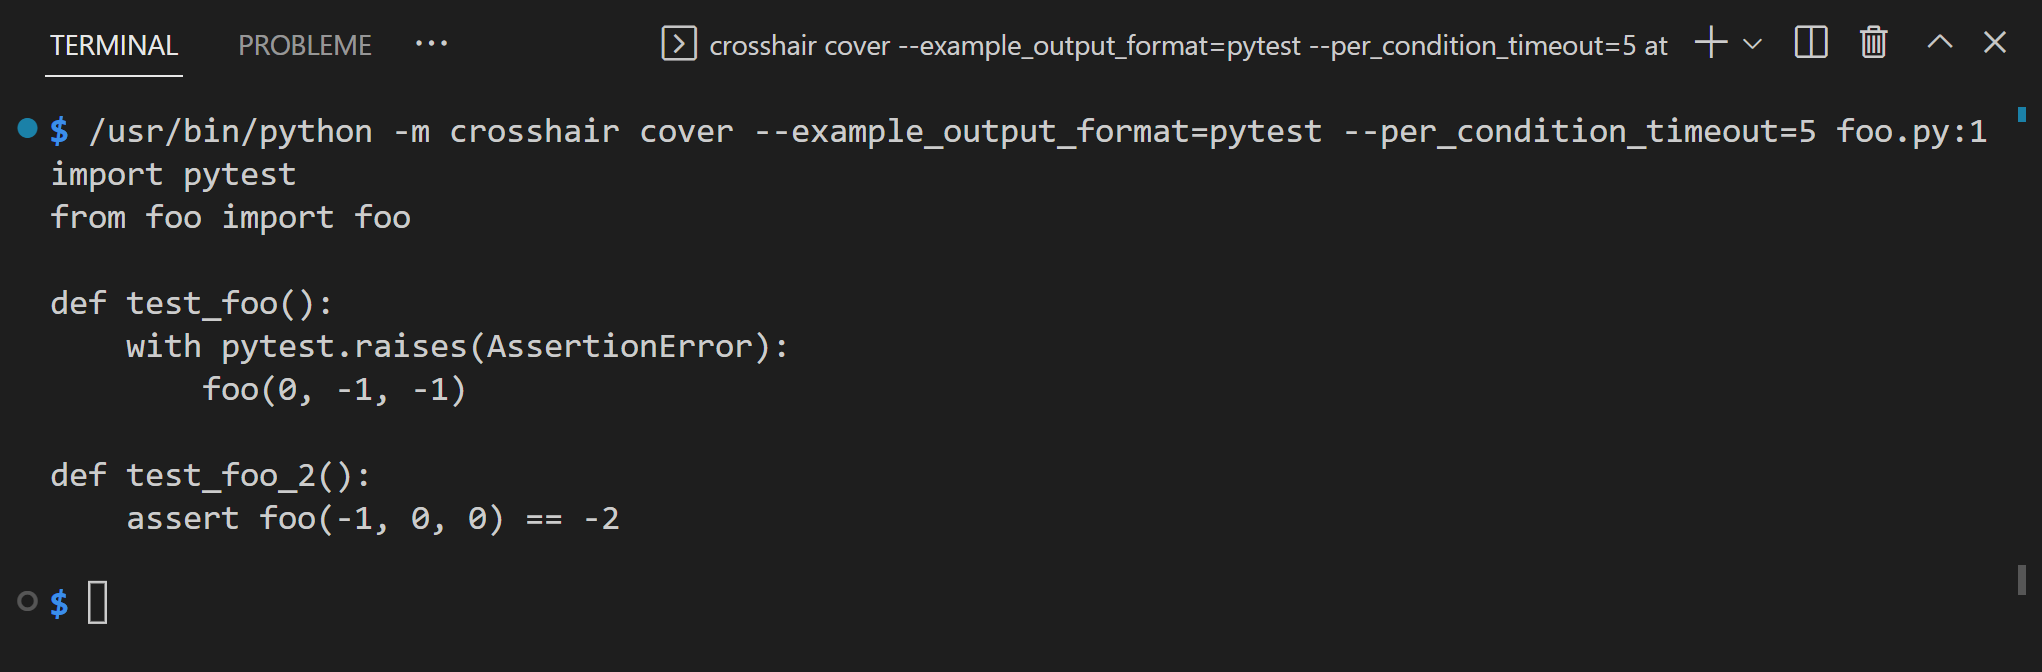 TERMINAL PROBLEME ··· crosshair cover --example_output_format=pytest --per_condition_timeout=5 at
$ /usr/bin/python -m crosshair cover --example_output_format=pytest --per_condition_timeout=5 foo.py:1
import pytest
from foo import foo

def test_foo():
    with pytest.raises(AssertionError):
        foo(0, -1, -1)

def test_foo_2():
    assert foo(-1, 0, 0) == -2

$